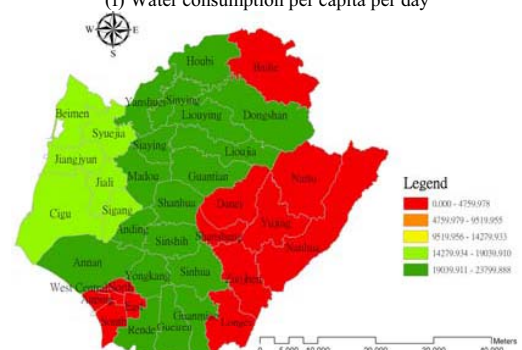 (I) Water consumption per capita per day
W E
S
Houbi
Yanshuei Sinying
Beimen
Liouying Dongshan
Syuejia
Siaying
Lioujia
Jiangjyun
Nansi
Jiali Madou Guantian
Shanhua Danei
Cigu Sigang
Anding
Sinshih
Nanhua
Annan
Yongkang Sinhua
West Central North
East
South
Rende Gueiren Guanmiao
Longci
Legend
0.000 - 4759.978
4759.979 - 9519.955
9519.956 - 14279.933
14279.934 - 19039.910
19039.911 - 23799.888
Meters